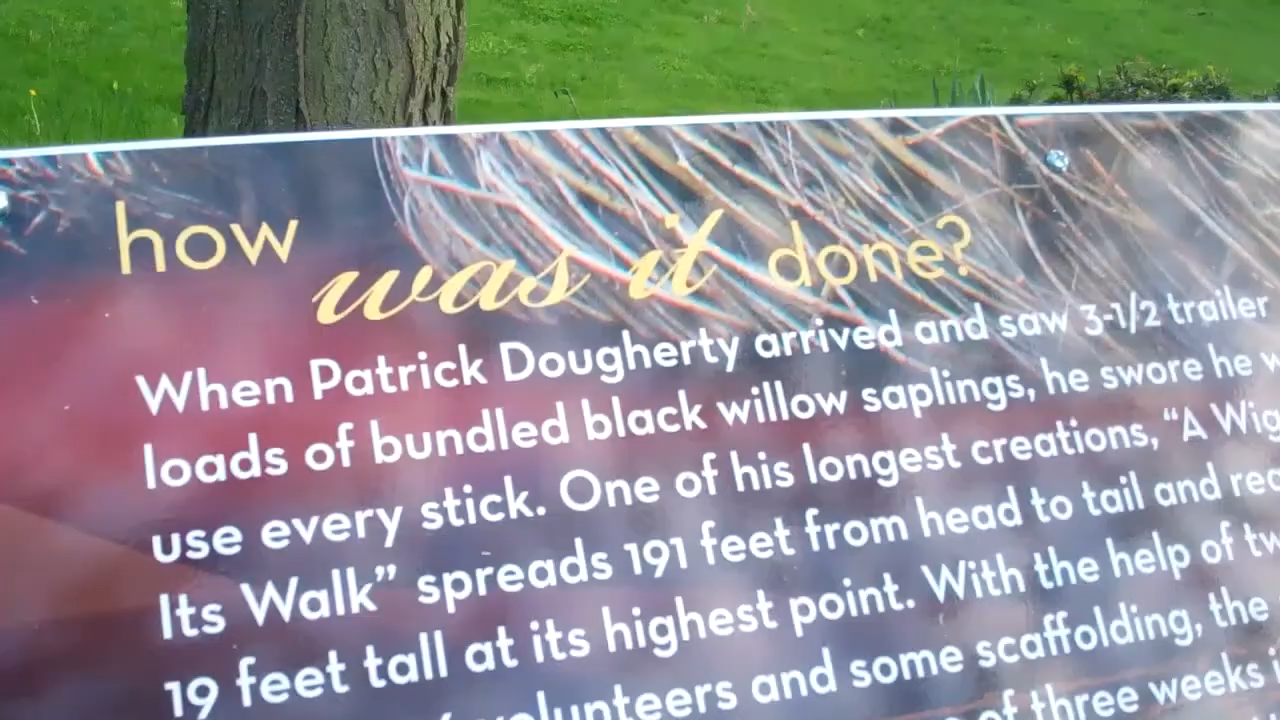 how was it done?
When Patrick Dougherty arrived and saw 3-1/2 trailer
loads of bundled black willow saplings, he swore he
use every stick. One of his longest creations, “A
Its Walk” spreads 191 feet from head to tail and
19 feet tall at its highest point. With the help of
volunteers and some scaffolding, the
of three weeks